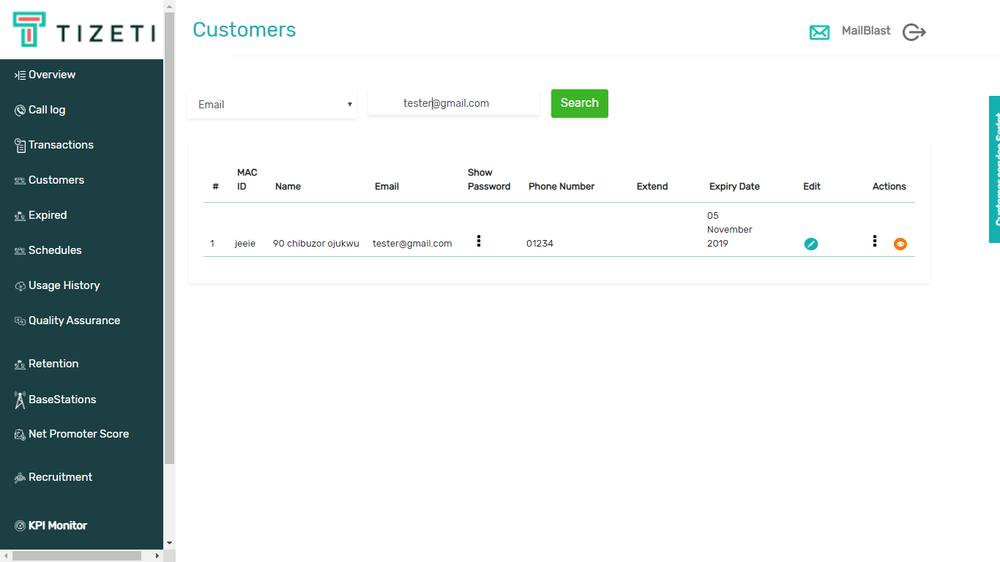 TIZETI
Customers
MailBlast
Overview
Call log
Transactions
Customers
Expired
Schedules
Usage History
Quality Assurance
Retention
BaseStations
Net Promoter Score
Recruitment
KPI Monitor
Email
tester@gmail.com
Search
# MAC ID Name Email Show Password Phone Number Extend Expiry Date Edit Actions
1 jeeie 90 chibuzor ojukwu tester@gmail.com 01234 05 November 2019
Customer service Script